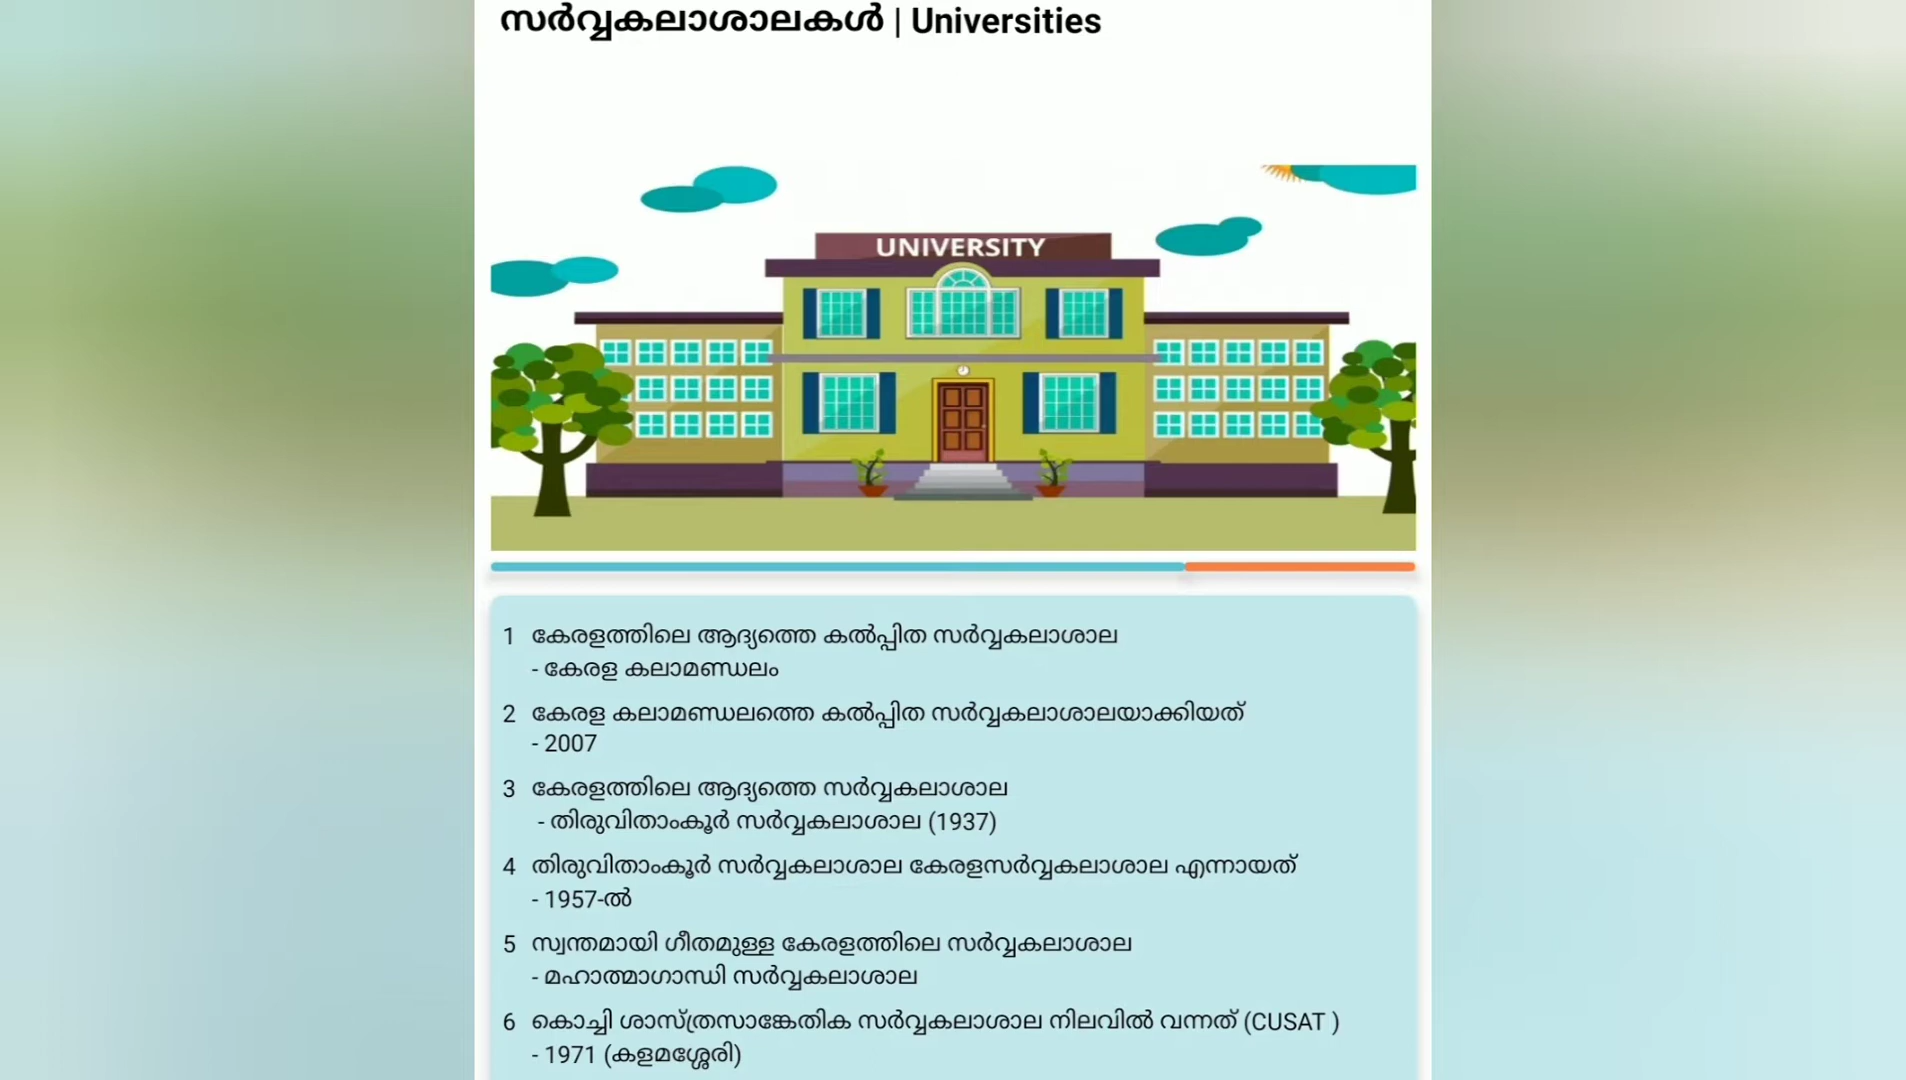 സർവ്വകലാശാലകൾ | Universities
UNIVERSITY
1 കേരളത്തിലെ ആദ്യത്തെ കൽപ്പിത സർവ്വകലാശാല
- കേരള കലാമണ്ഡലം
2 കേരള കലാമണ്ഡലത്തെ കൽപ്പിത സർവ്വകലാശാലയാക്കിയത്
- 2007
3 കേരളത്തിലെ ആദ്യത്തെ സർവ്വകലാശാല
- തിരുവിതാംകൂർ സർവ്വകലാശാല (1937)
4 തിരുവിതാംകൂർ സർവ്വകലാശാല കേരളസർവ്വകലാശാല എന്നായത്
- 1957-ൽ
5 സ്വന്തമായി ഗീതമുള്ള കേരളത്തിലെ സർവ്വകലാശാല
- മഹാത്മാഗാന്ധി സർവ്വകലാശാല
6 കൊച്ചി ശാസ്ത്രസാങ്കേതിക സർവ്വകലാശാല നിലവിൽ വന്നത് (CUSAT )
- 1971 (കളമശ്ശേരി)